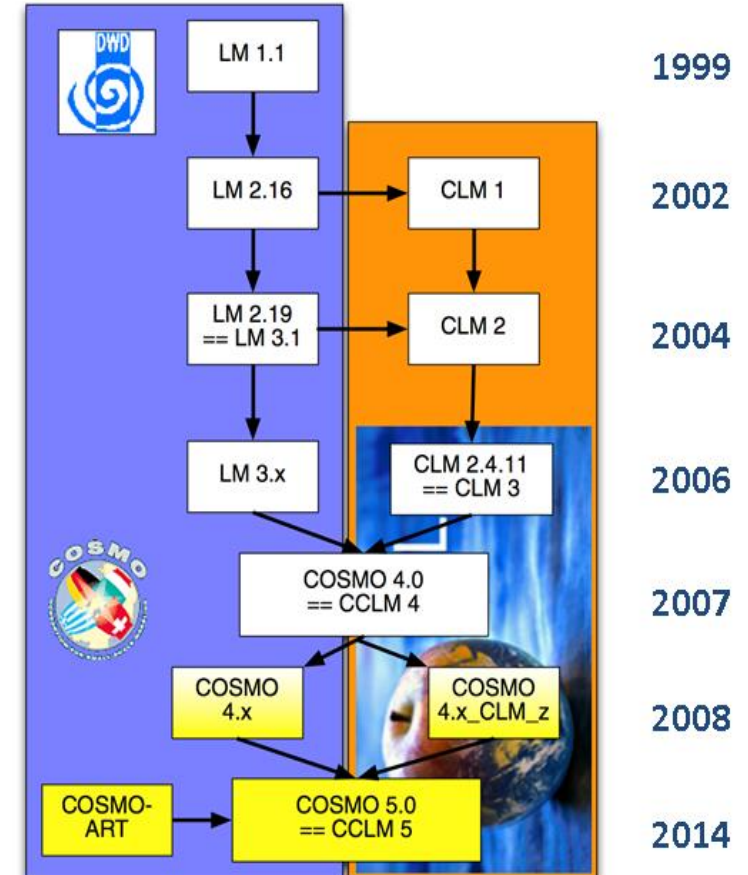 DWD
LM 1.1
1999
LM 2.16
CLM 1
2002
LM 2.19
== LM 3.1
CLM 2
2004
LM 3.x
CLM 2.4.11
== CLM 3
2006
COSMO
COSMO 4.0
== CCLM 4
2007
COSMO
4.x
COSMO
4.x_CLM_z
2008
COSMO-
ART
COSMO 5.0
== CCLM 5
2014